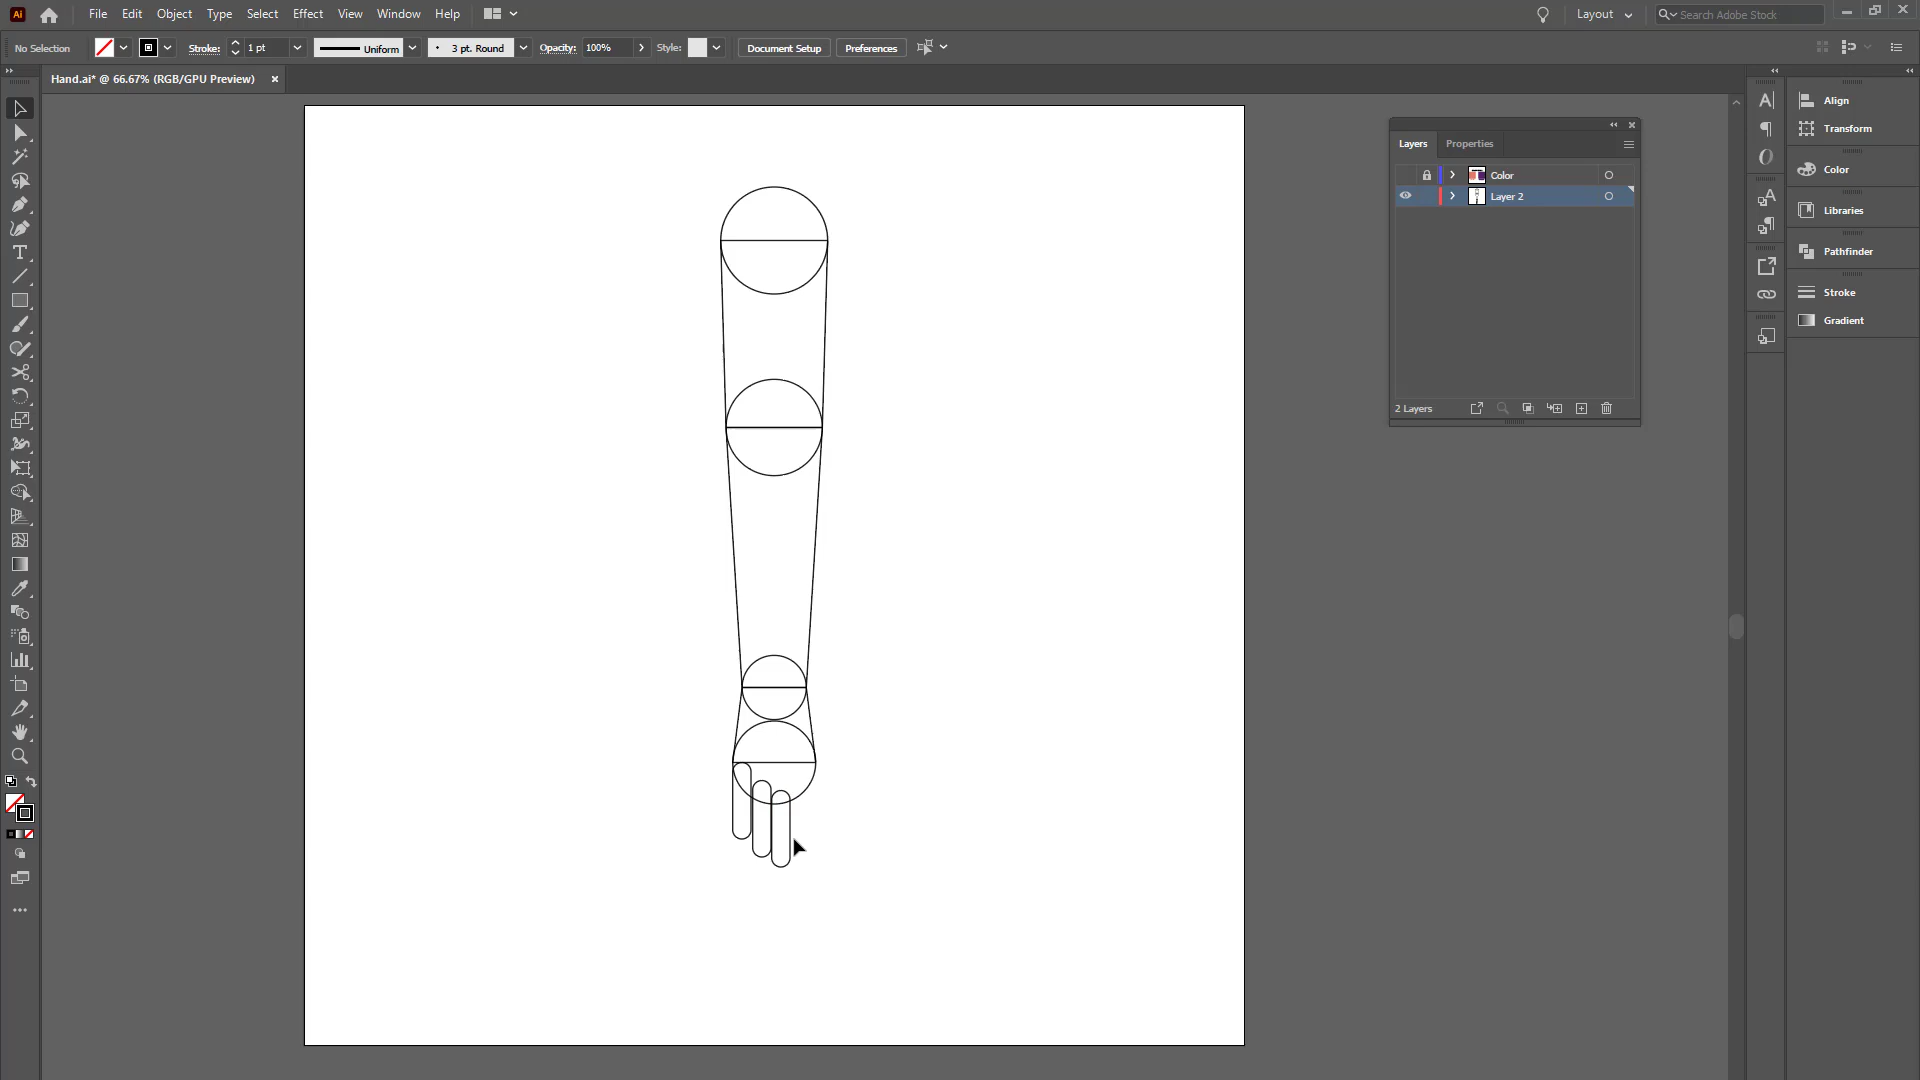 Ai File Edit Object Type Select Effect View Window Help Layout Search Adobe Stock
No Selection Stroke: 1 pt Uniform 3 pt. Round Opacity: 100% Style: Document Setup Preferences
Hand.ai* @ 66.67% (RGB/GPU Preview)
Layers Properties
Color
Layer 2
2 Layers
Align
Transform
Color
Libraries
Pathfinder
Stroke
Gradient